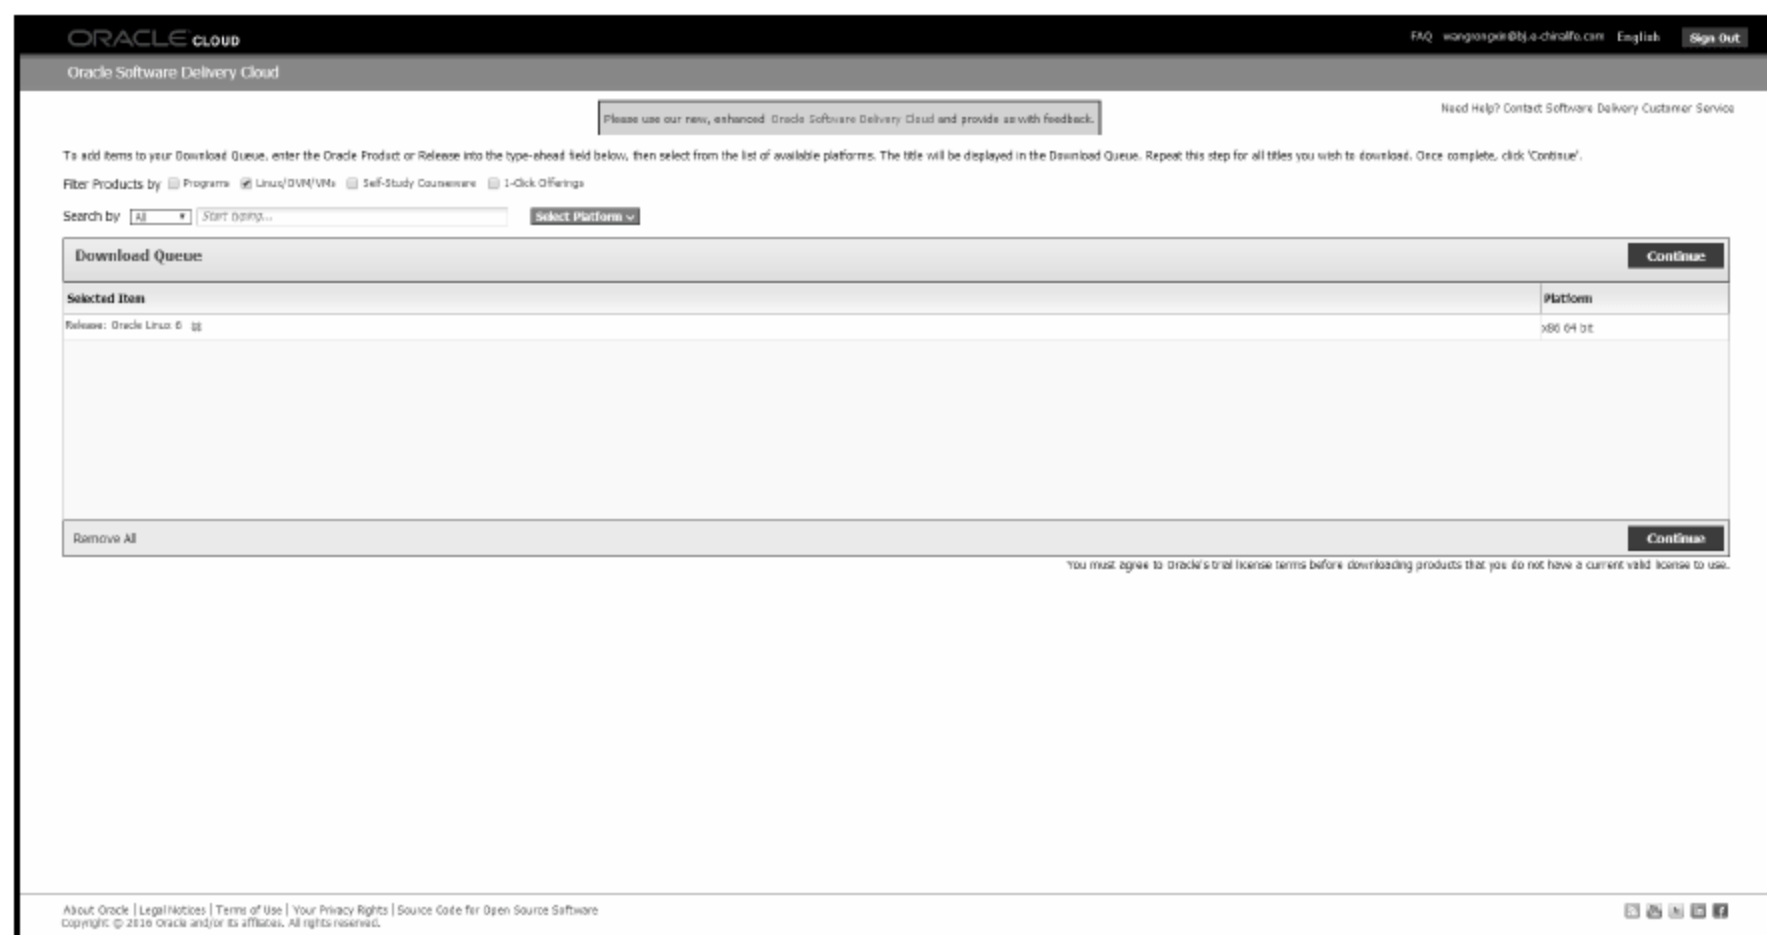 ORACLE CLOUD
FAQ English Sign Out
Oracle Software Delivery Cloud
Need Help? Contact Software Delivery Customer Service
Please use our new, enhanced Oracle Software Delivery Cloud and provide us with feedback.
To add items to your Download Queue, enter the Oracle Product or Release into the type-ahead field below, then select from the list of available platforms. The title will be displayed in the Download Queue. Repeat this step for all titles you wish to download. Once complete, click 'Continue'.
Filter Products by Programs Linux/OVM/VMs Self-Study Courseware 1-Click Offerings
Search by All Start typing... Select Platform
Download Queue Continue
Selected Item Platform
Release: Oracle Linux 6 x86 64 bit
Remove All Continue
You must agree to Oracle's trial license terms before downloading products that you do not have a current valid license to use.
About Oracle | Legal Notices | Terms of Use | Your Privacy Rights | Source Code for Open Source Software
Copyright © 2016 Oracle and/or its affiliates. All rights reserved.